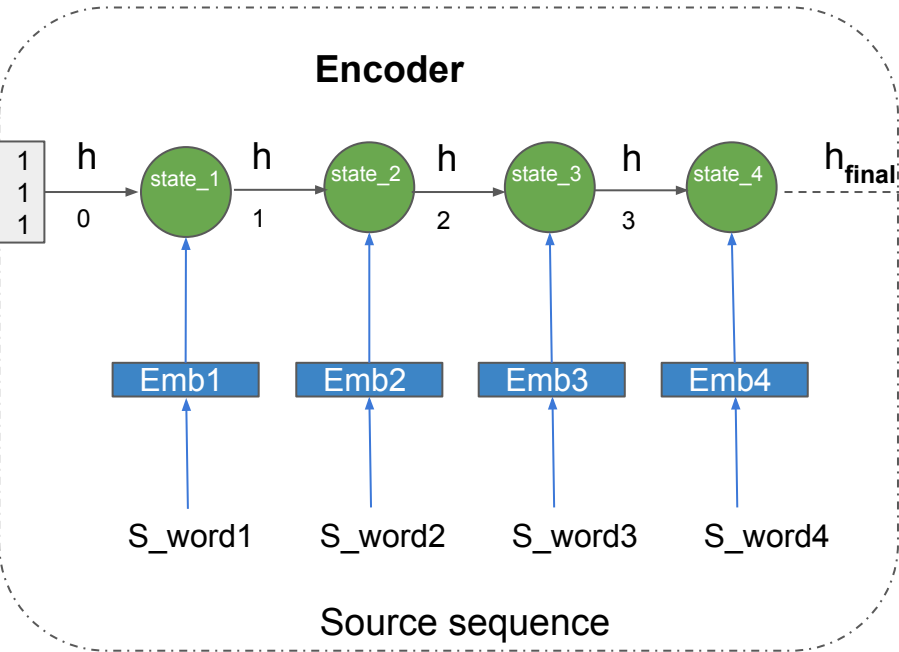 Encoder
1
1
1
h
0
state_1
h
1
state_2
h
2
state_3
h
3
state_4
h final
Emb1
Emb2
Emb3
Emb4
S_word1
S_word2
S_word3
S_word4
Source sequence